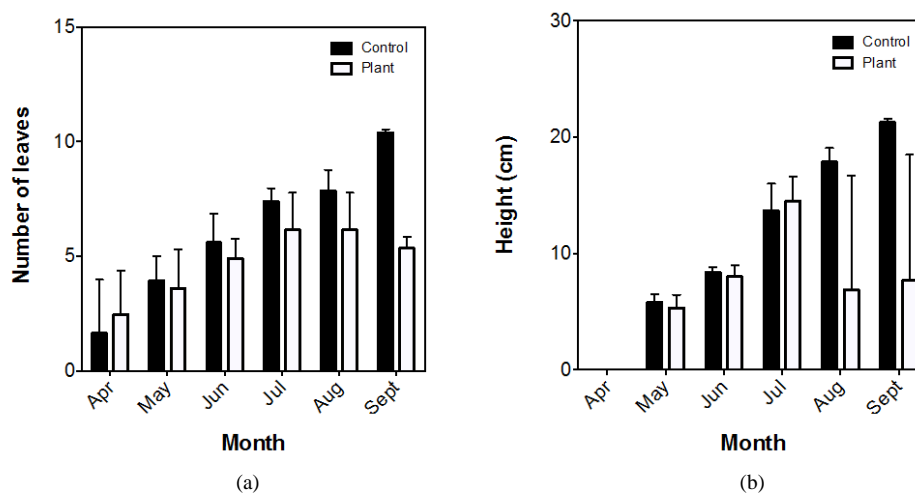 15
10
5
0
Number of leaves
Control
Plant
Apr
May
Jun
Jul
Aug
Sept
Month
(a)
30
20
10
0
Height (cm)
Control
Plant
Apr
May
Jun
Jul
Aug
Sept
Month
(b)